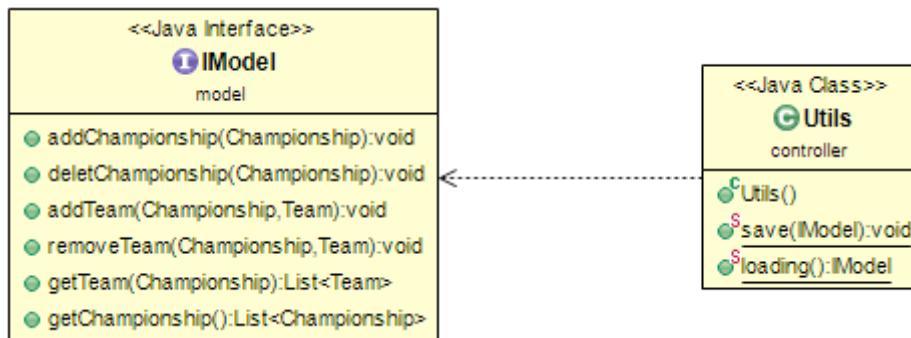 <<Java Interface>>
I IModel
model
addChampionship(Championship):void
deletChampionship(Championship):void
addTeam(Championship,Team):void
removeTeam(Championship,Team):void
getTeam(Championship):List<Team>
getChampionship():List<Championship>
<<Java Class>>
C Utils
controller
C Utils()
S save(IModel):void
S loading():IModel